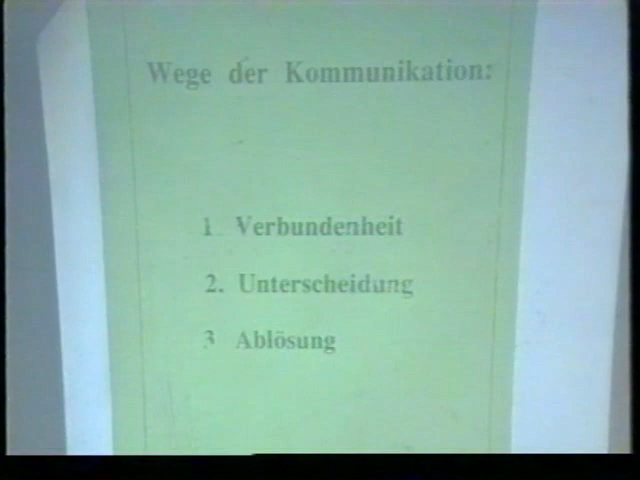 Wege der Kommunikation:
1 Verbundenheit
2. Unterscheidung
3 Ablösung